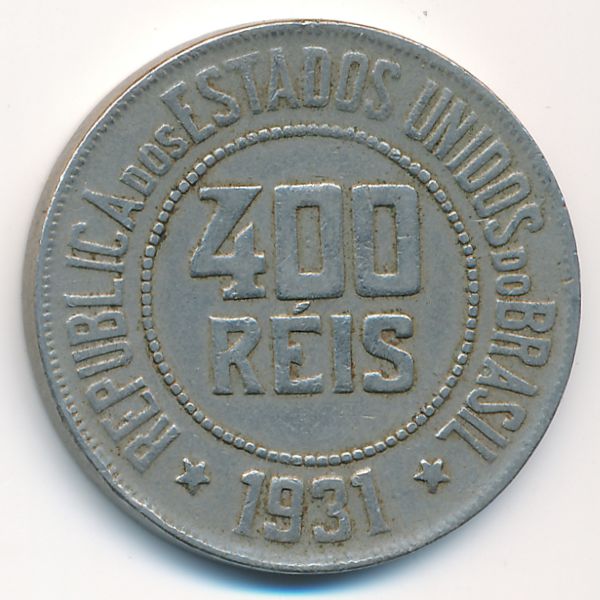 REPUBLICA DOS ESTADOS UNIDOS DO BRASIL
400
RÉIS
1931